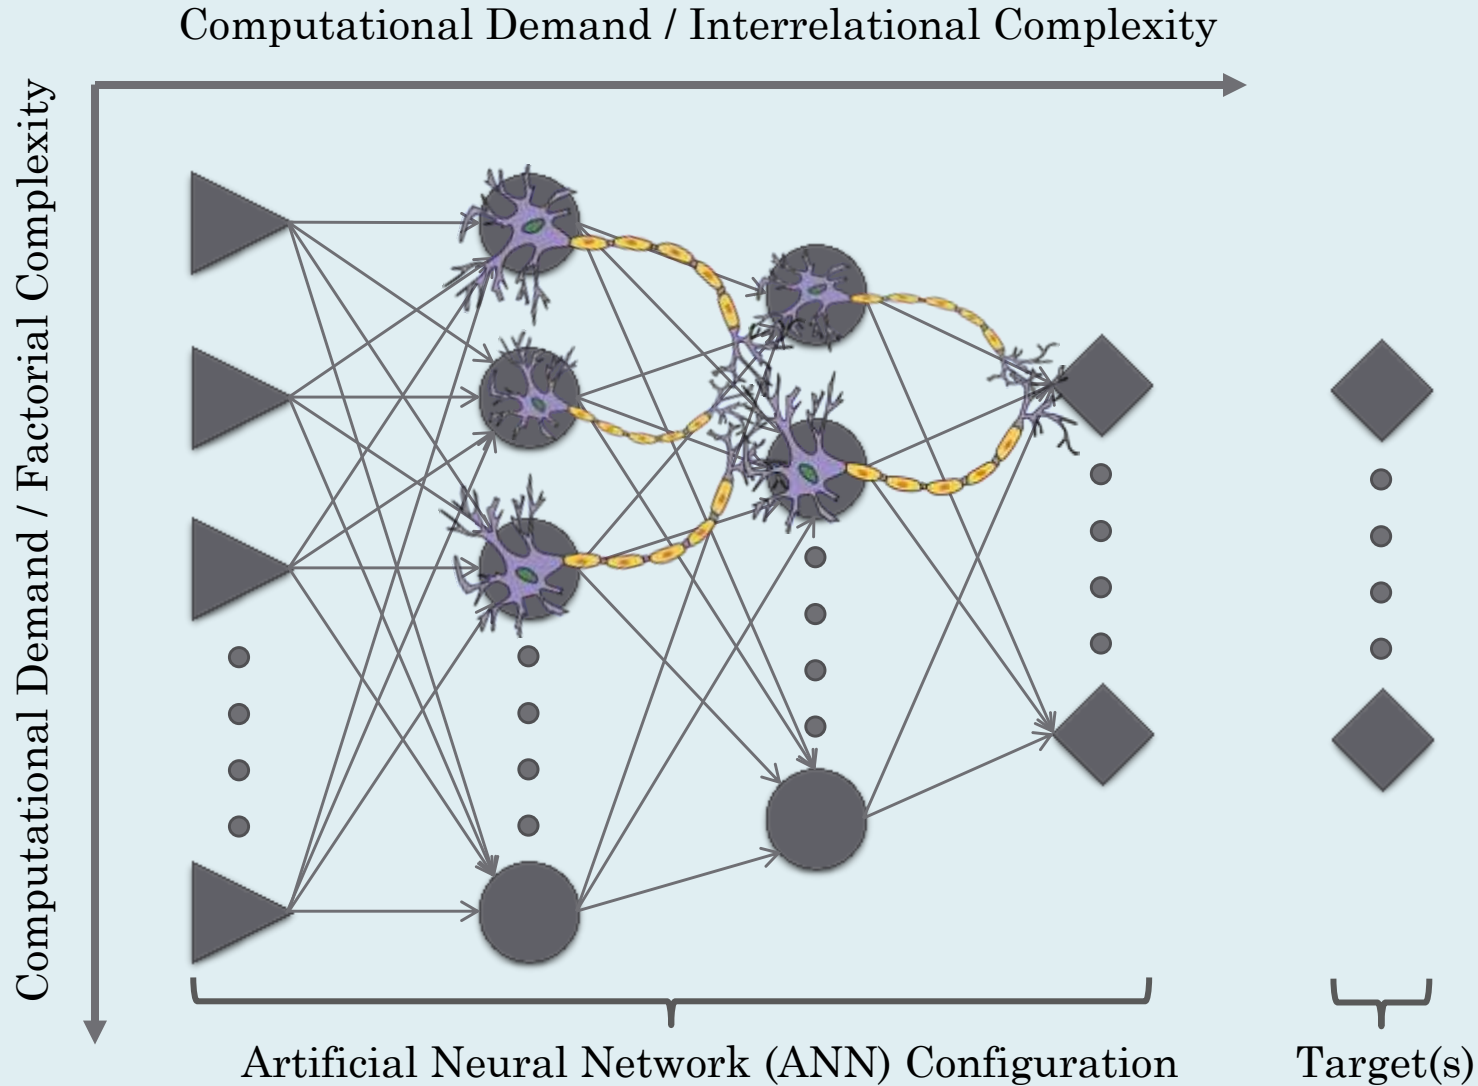 Computational Demand / Interrelational Complexity
Computational Demand / Factorial Complexity
Artificial Neural Network (ANN) Configuration
Target(s)